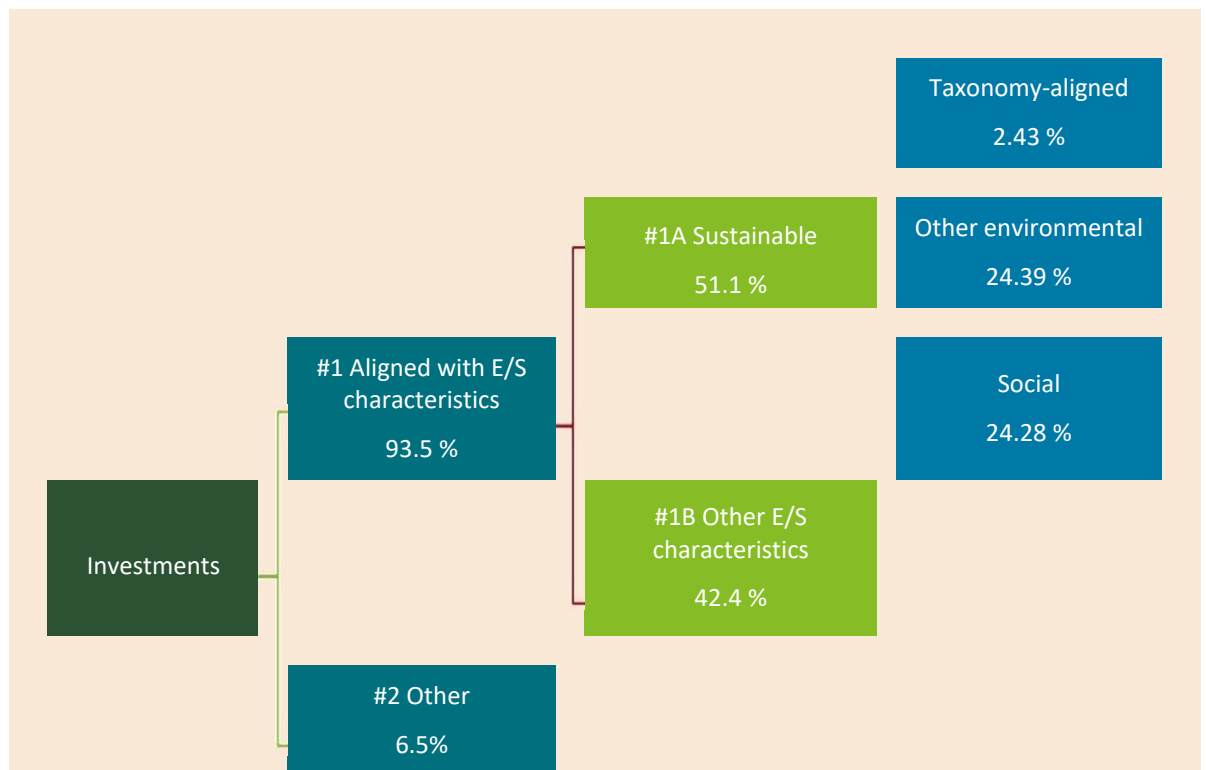 Taxonomy-aligned
2.43 %
#1A Sustainable
51.1 %
Other environmental
24.39 %
#1 Aligned with E/S
characteristics
93.5 %
Social
24.28 %
#1B Other E/S
characteristics
42.4 %
Investments
#2 Other
6.5%